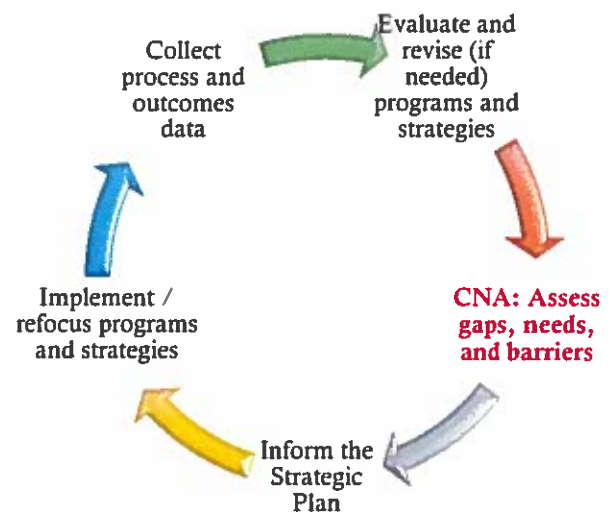 Collect
process and
outcomes
data
Evaluate and
revise (if
needed)
programs and
strategies
CNA: Assess
gaps, needs,
and barriers
Inform the
Strategic
Plan
Implement /
refocus programs
and strategies